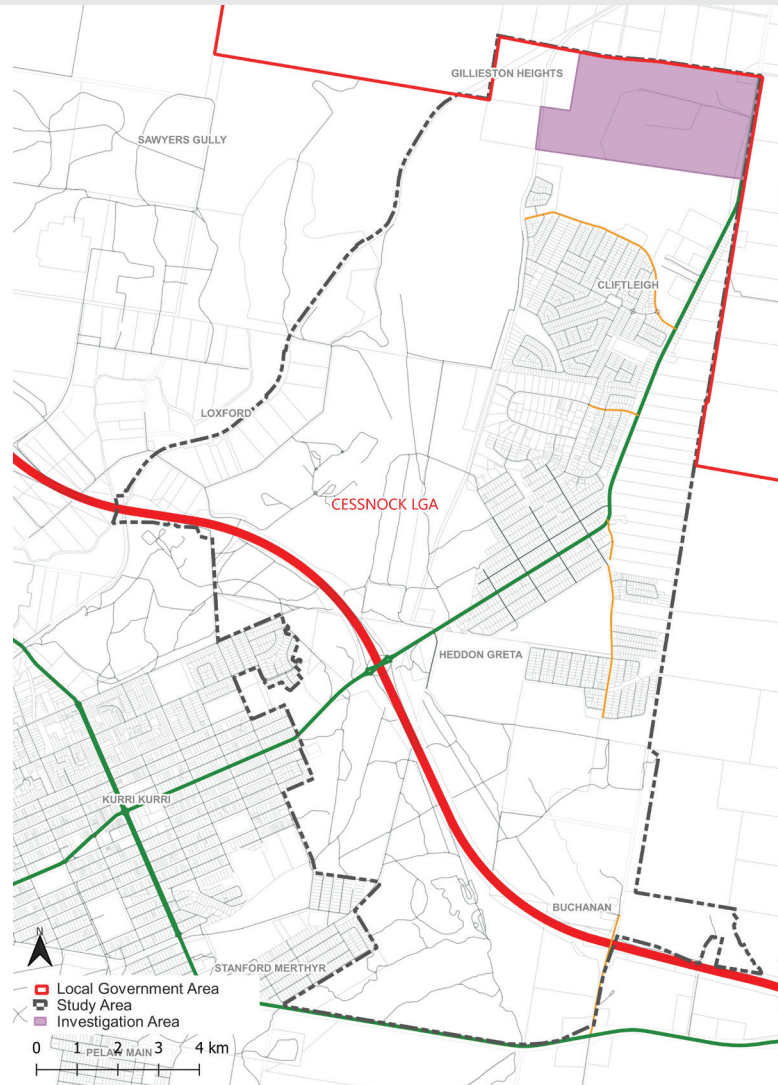 GILLIESTON HEIGHTS
SAWYERS GULLY
CLIFTLEIGH
LOXFORD
CESSNOCK LGA
HEDDON GRETA
KURRI KURRI
BUCHANAN
N
STANFORD MERTHYR
Local Government Area
Study Area
Investigation Area
PELAW MAIN
0 1 2 3 4 km